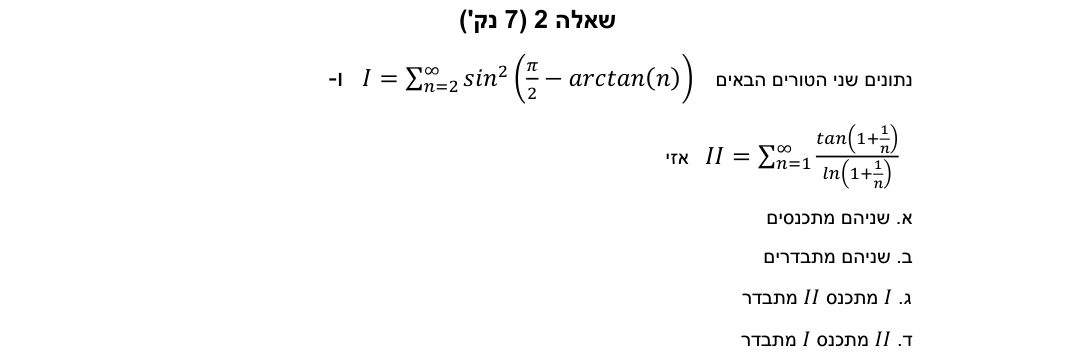 שאלה 2 (7 נק')
נתונים שני הטורים הבאים I = ∑_{n=2}^{∞} sin² (π/2 − arctan(n)) ו-
II = ∑_{n=1}^{∞} tan(1+1/n) / ln(1+1/n) אזי
א. שניהם מתכנסים
ב. שניהם מתבדרים
ג. I מתכנס II מתבדר
ד. II מתכנס I מתבדר